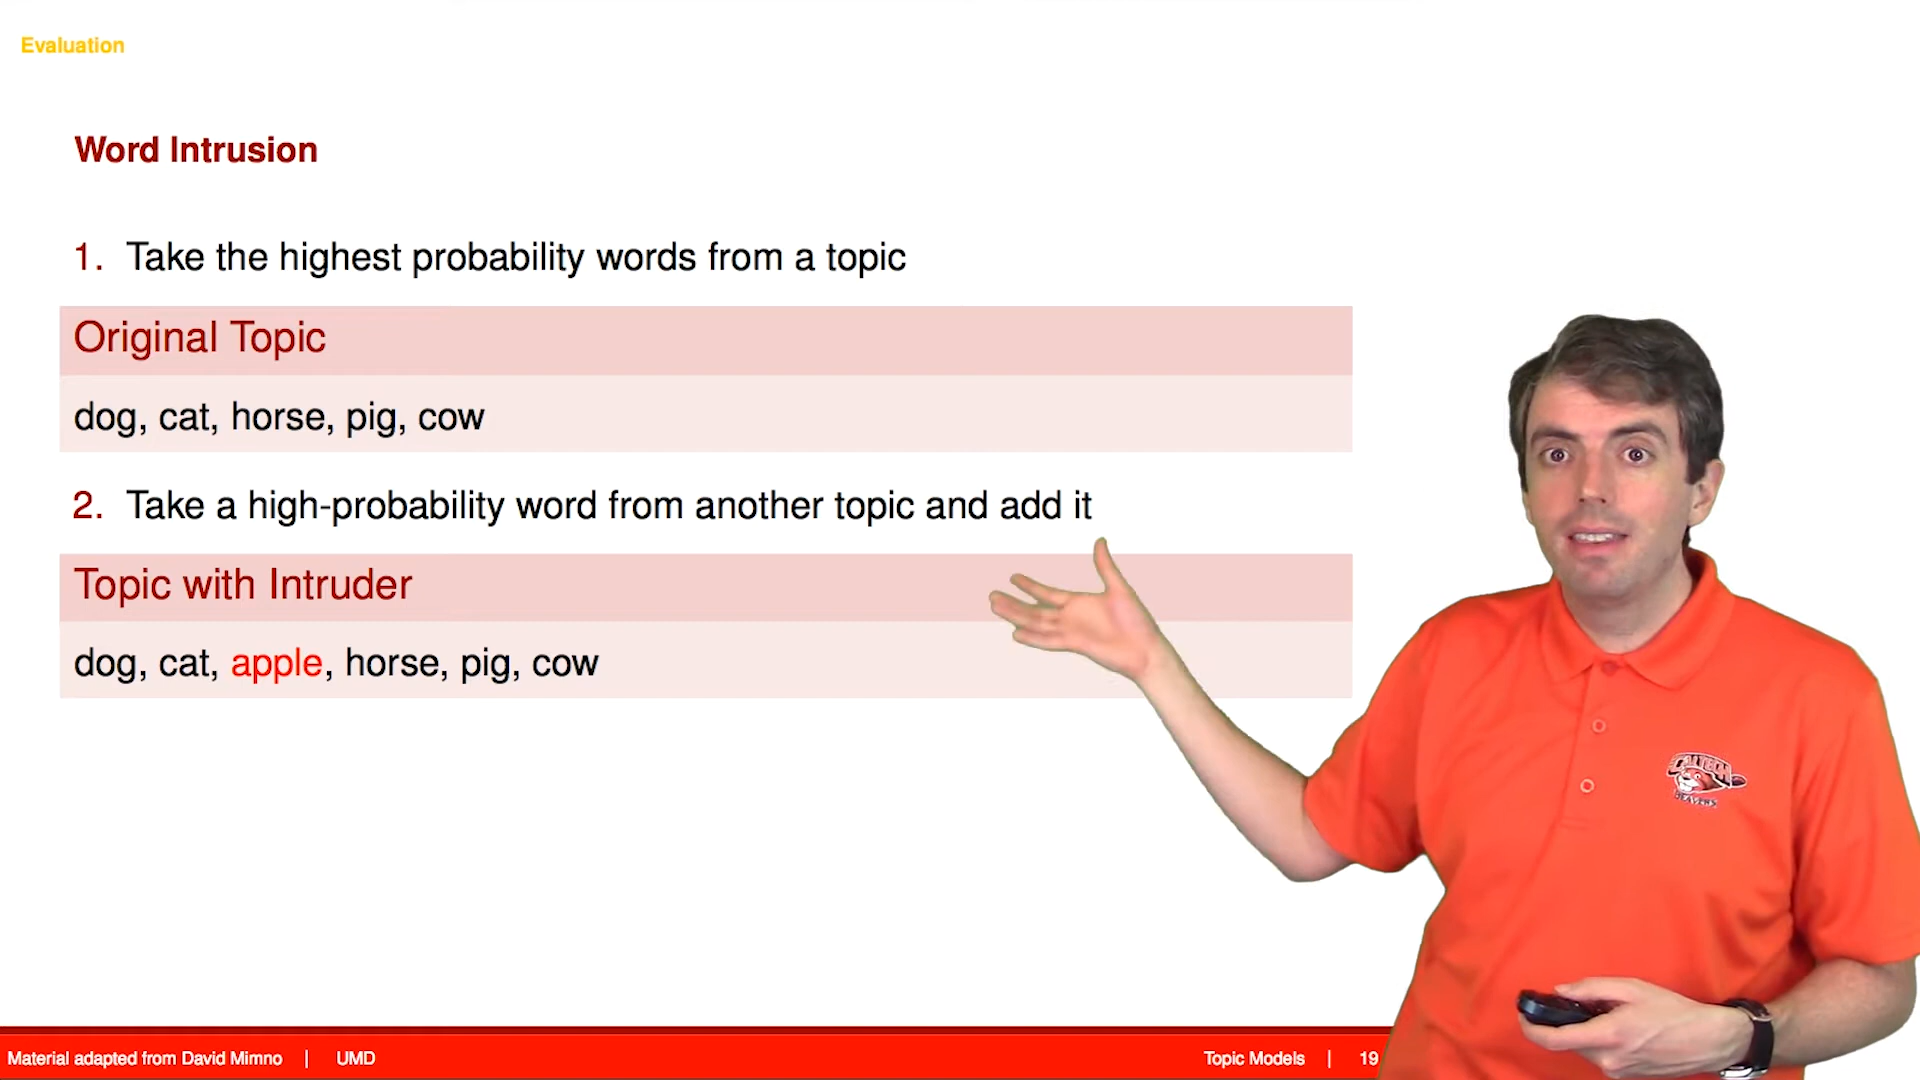 Evaluation
Word Intrusion
1. Take the highest probability words from a topic
Original Topic
dog, cat, horse, pig, cow
2. Take a high-probability word from another topic and add it
Topic with Intruder
dog, cat, apple, horse, pig, cow
CALTECH
BEAVERS
Material adapted from David Mimno | UMD
Topic Models | 19